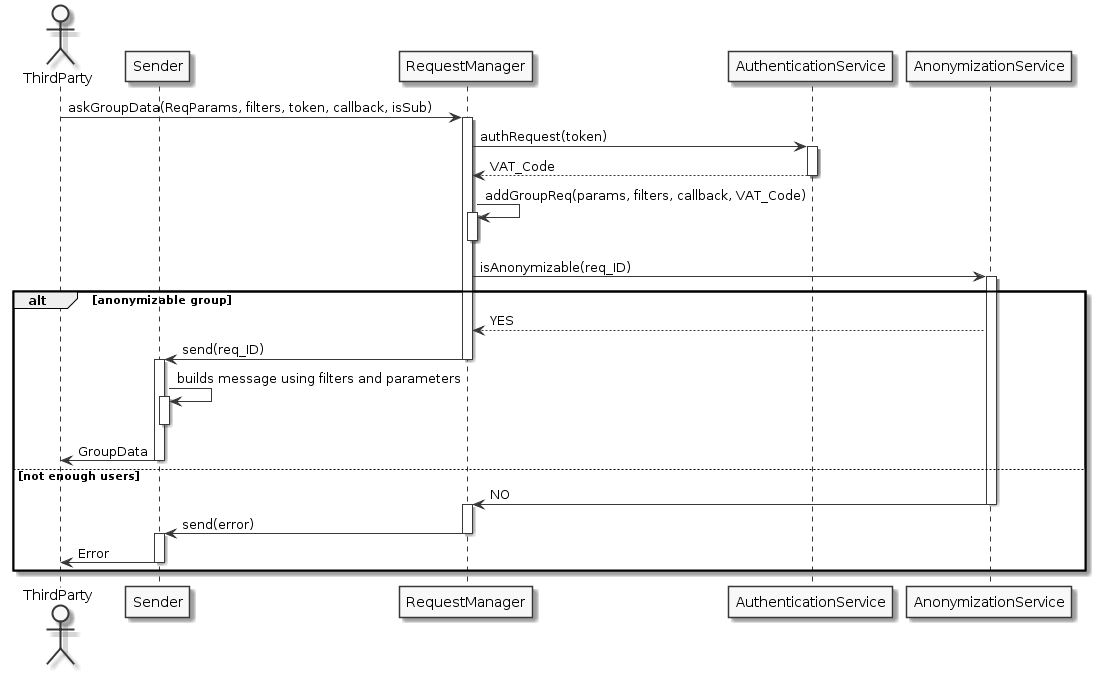 ThirdParty
Sender
RequestManager
AuthenticationService
AnonymizationService
askGroupData(ReqParams, filters, token, callback, isSub)
authRequest(token)
VAT_Code
addGroupReq(params, filters, callback, VAT_Code)
isAnonymizable(req_ID)
alt
[anonymizable group]
YES
send(req_ID)
builds message using filters and parameters
GroupData
[not enough users]
NO
send(error)
Error
ThirdParty
Sender
RequestManager
AuthenticationService
AnonymizationService